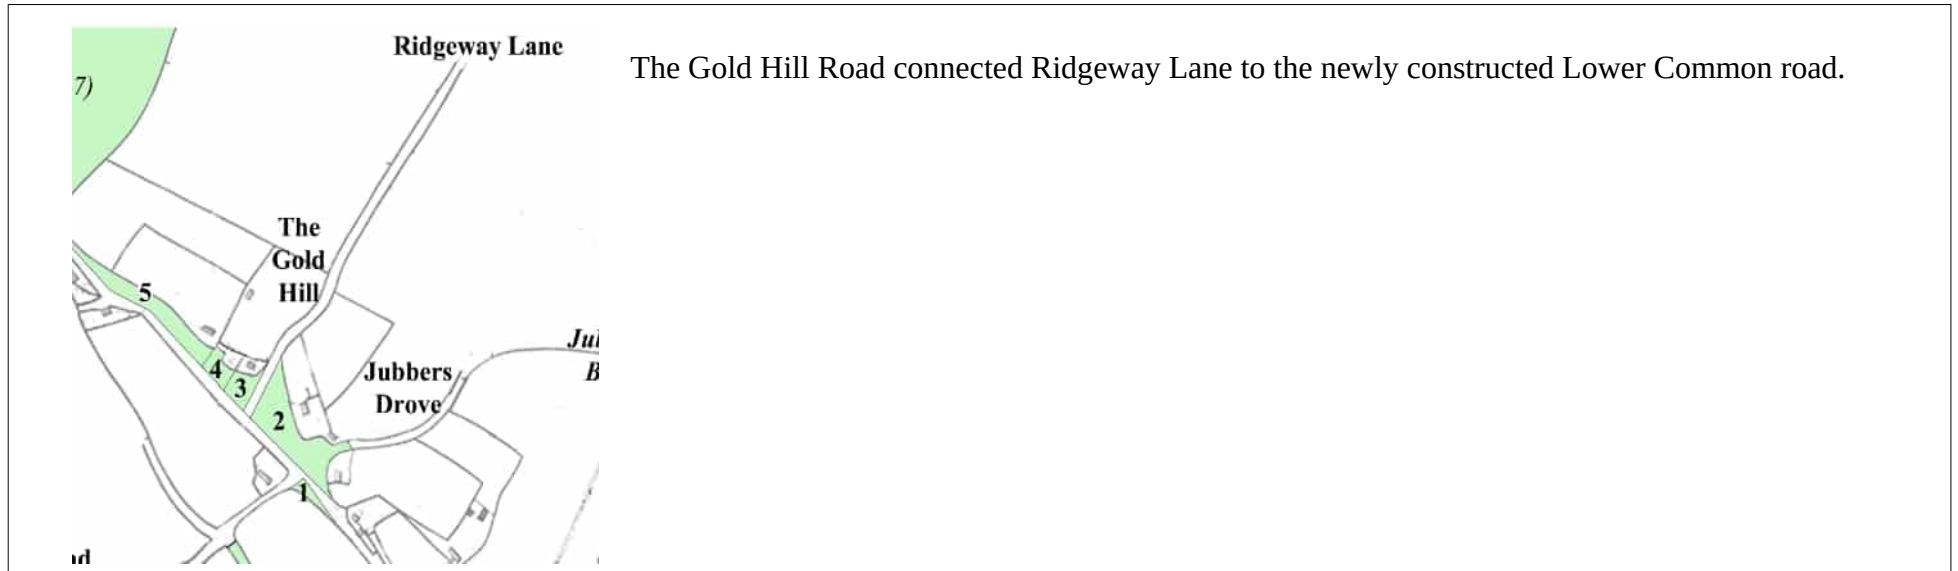 Ridgeway Lane
The Gold Hill Road connected Ridgeway Lane to the newly constructed Lower Common road.
7)
The
Gold
Hill
5
Jubbers
Drove
4
3
2
1
B